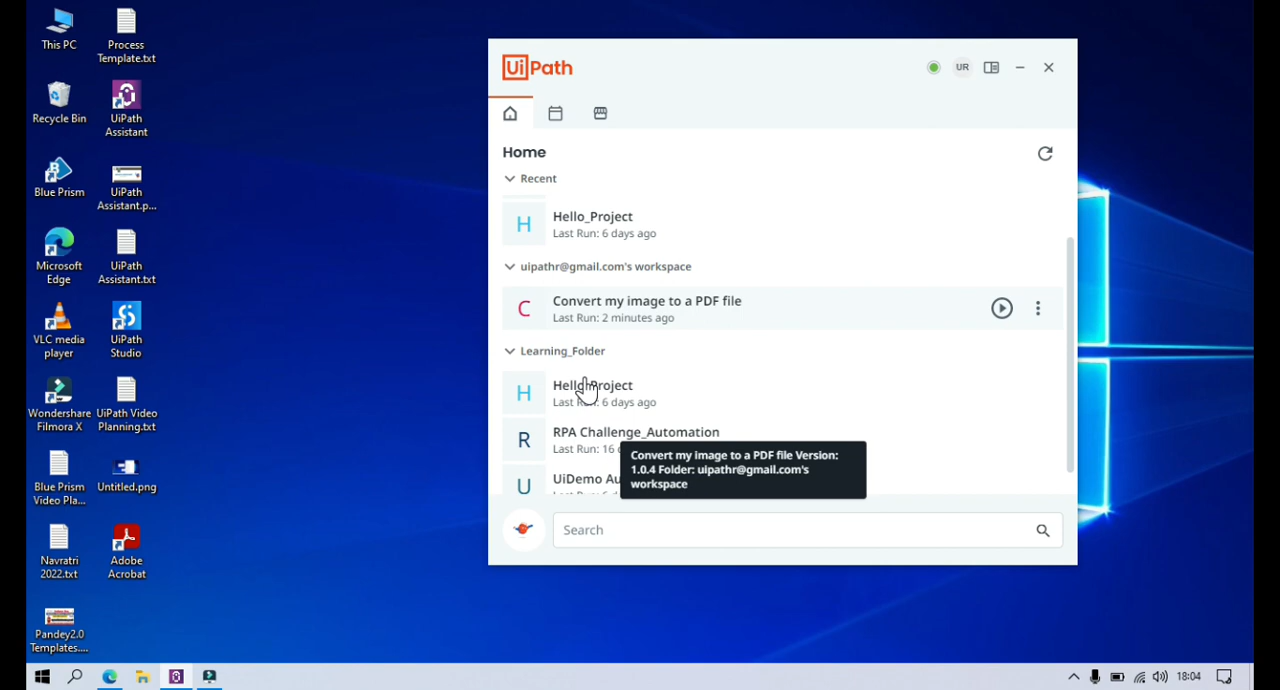 This PC
Process
Template.txt
Recycle Bin
UiPath
Assistant
Blue Prism
UiPath
Assistant.p...
Microsoft
Edge
UiPath
Assistant.txt
VLC media
player
UiPath
Studio
Wondershare
Filmora X
UiPath Video
Planning.txt
Blue Prism
Video Pla...
Untitled.png
Navratri
2022.txt
Adobe
Acrobat
Pandey2.0
Templates....
UiPath
UR
Home
Recent
H
Hello_Project
Last Run: 6 days ago
uipathr@gmail.com's workspace
C
Convert my image to a PDF file
Last Run: 2 minutes ago
Learning_Folder
H
Hello_Project
Last Run: 6 days ago
R
RPA Challenge_Automation
Last Run: 16
Convert my image to a PDF file Version:
1.0.4 Folder: uipathr@gmail.com's
workspace
U
UiDemo Au
Search
18:04